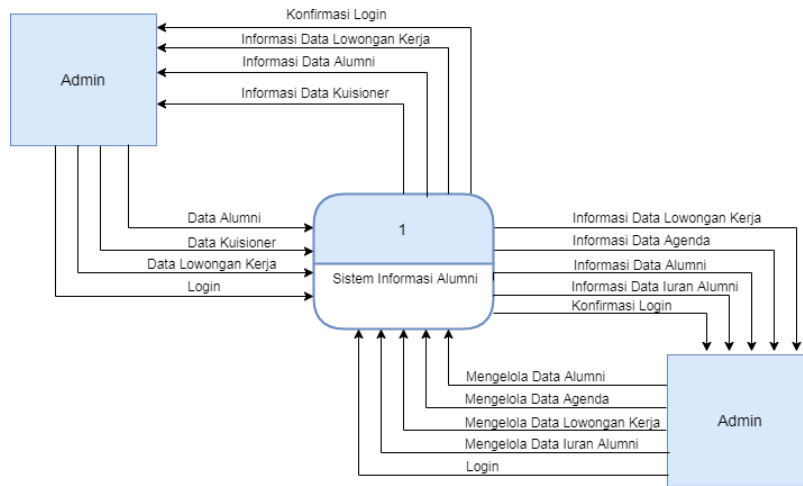 Konfirmasi Login
Informasi Data Lowongan Kerja
Informasi Data Alumni
Informasi Data Kuisioner
Admin
Data Alumni
Data Kuisioner
Data Lowongan Kerja
Login
1
Sistem Informasi Alumni
Informasi Data Lowongan Kerja
Informasi Data Agenda
Informasi Data Alumni
Informasi Data Iuran Alumni
Konfirmasi Login
Mengelola Data Alumni
Mengelola Data Agenda
Mengelola Data Lowongan Kerja
Mengelola Data Iuran Alumni
Login
Admin